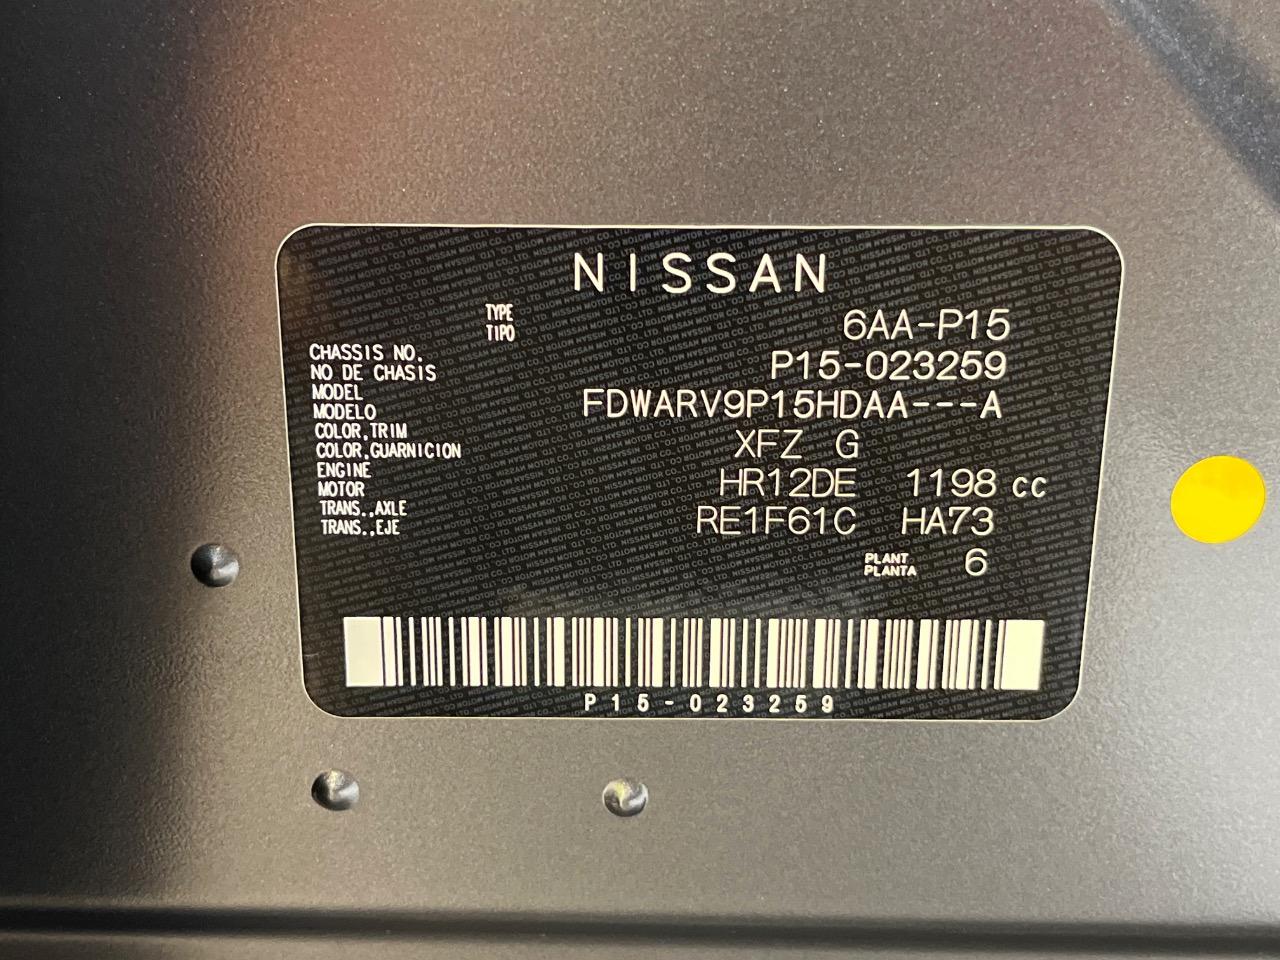 NISSAN
TYPE
TIPO 6AA-P15
CHASSIS NO.
NO DE CHASIS P15-023259
MODEL
MODELO FDWARV9P15HDAA---A
COLOR,TRIM
COLOR,GUARNICION XFZ G
ENGINE
MOTOR HR12DE 1198 cc
TRANS.,AXLE
TRANS.,EJE RE1F61C HA73
PLANT
PLANTA 6
P15-023259